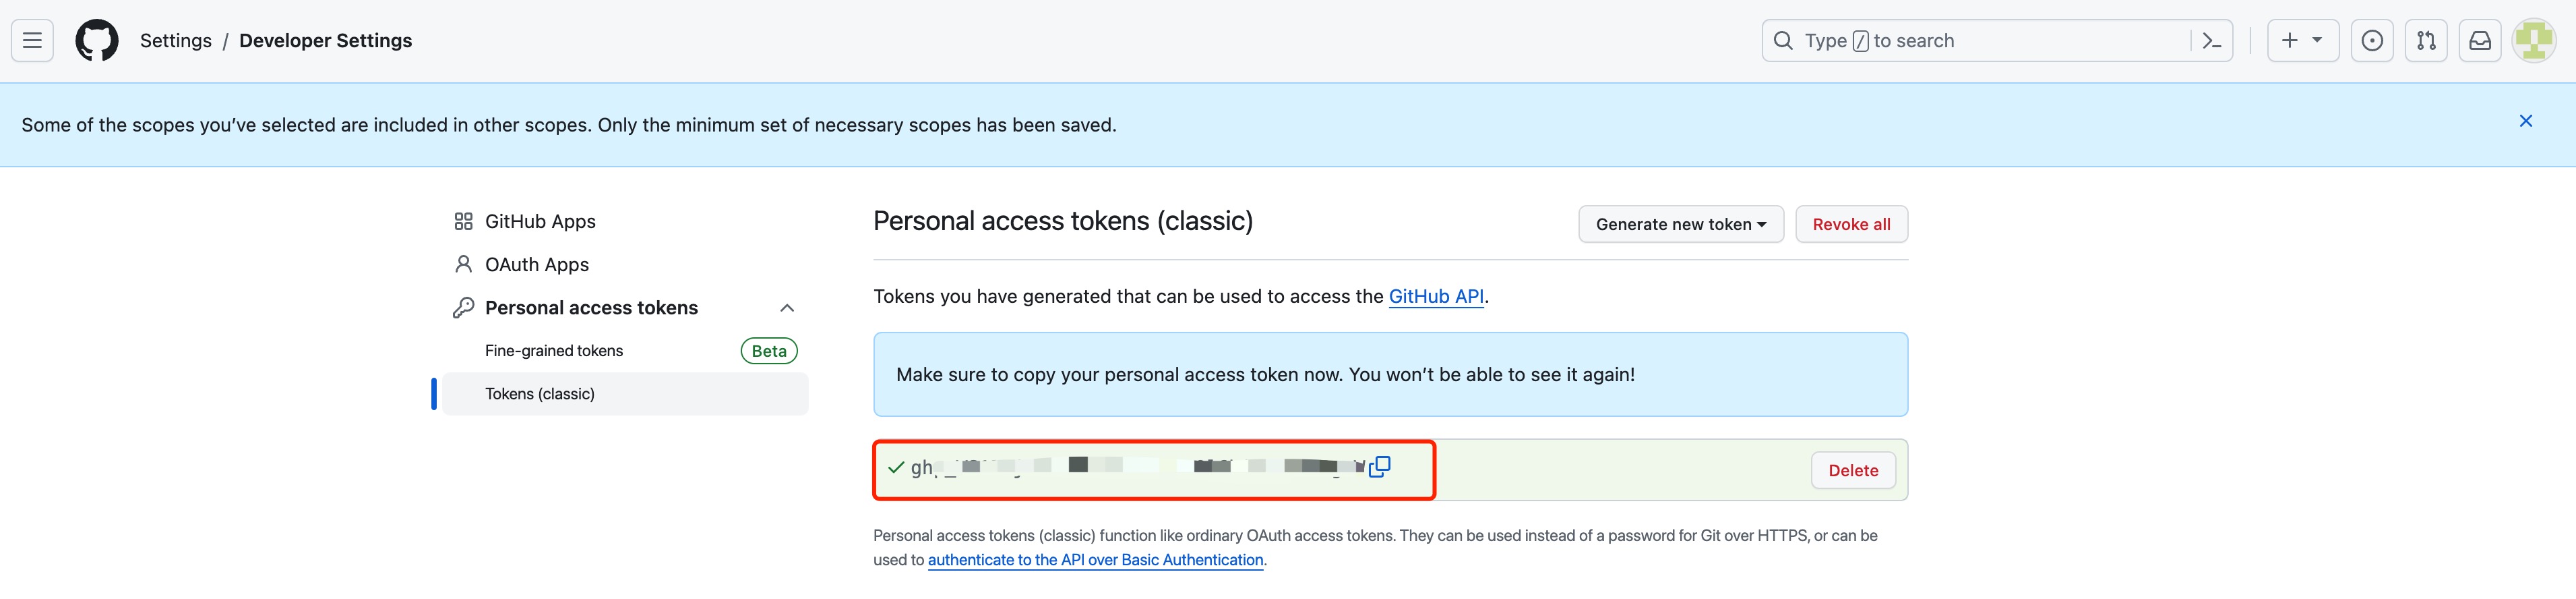 Settings / Developer Settings
Type / to search
Some of the scopes you’ve selected are included in other scopes. Only the minimum set of necessary scopes has been saved.
GitHub Apps
OAuth Apps
Personal access tokens
Fine-grained tokens Beta
Tokens (classic)
Personal access tokens (classic)
Generate new token
Revoke all
Tokens you have generated that can be used to access the GitHub API.
Make sure to copy your personal access token now. You won’t be able to see it again!
Delete
Personal access tokens (classic) function like ordinary OAuth access tokens. They can be used instead of a password for Git over HTTPS, or can be
used to authenticate to the API over Basic Authentication.